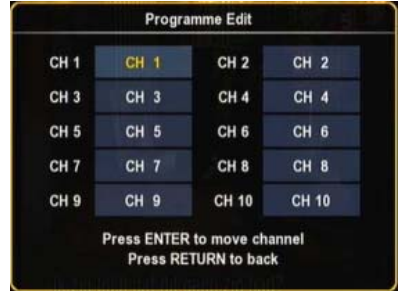 Programme Edit
CH 1 CH 1 CH 2 CH 2
CH 3 CH 3 CH 4 CH 4
CH 5 CH 5 CH 6 CH 6
CH 7 CH 7 CH 8 CH 8
CH 9 CH 9 CH 10 CH 10
Press ENTER to move channel
Press RETURN to back